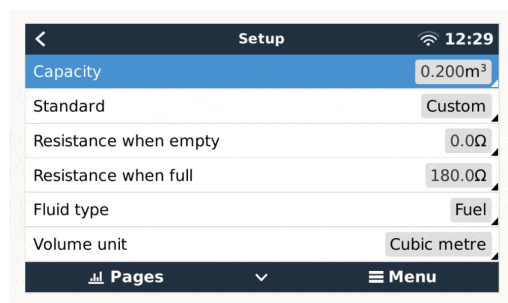 Setup 12:29
Capacity 0.200m³
Standard Custom
Resistance when empty 0.0Ω
Resistance when full 180.0Ω
Fluid type Fuel
Volume unit Cubic metre
Pages Menu